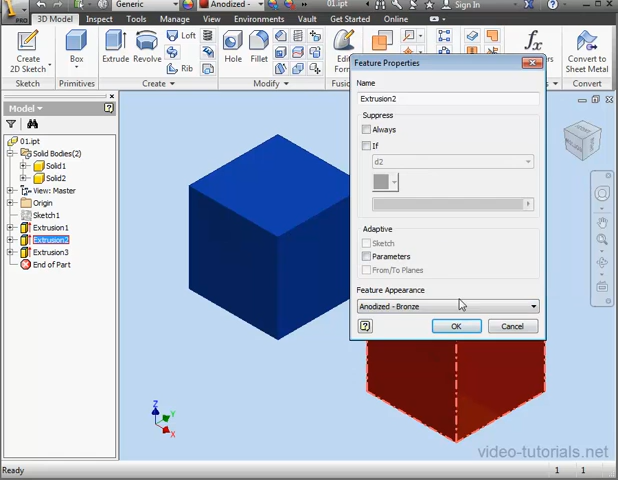 Generic
Anodized -
01.ipt
Sign In
PRO
3D Model
Inspect
Tools
Manage
View
Environments
Vault
Get Started
Online
Create
2D Sketch
Box
Extrude
Revolve
Loft
Rib
Hole
Fillet
fx
Convert to
Sheet Metal
Sketch
Primitives
Create
Modify
Convert
Model
01.ipt
Solid Bodies(2)
Solid1
Solid2
View: Master
Origin
Sketch1
Extrusion1
Extrusion2
Extrusion3
End of Part
Feature Properties
Name
Extrusion2
Suppress
Always
If
d2
Adaptive
Sketch
Parameters
From/To Planes
Feature Appearance
Anodized - Bronze
OK
Cancel
Z
Y
X
video-tutorials.net
Ready
1
1